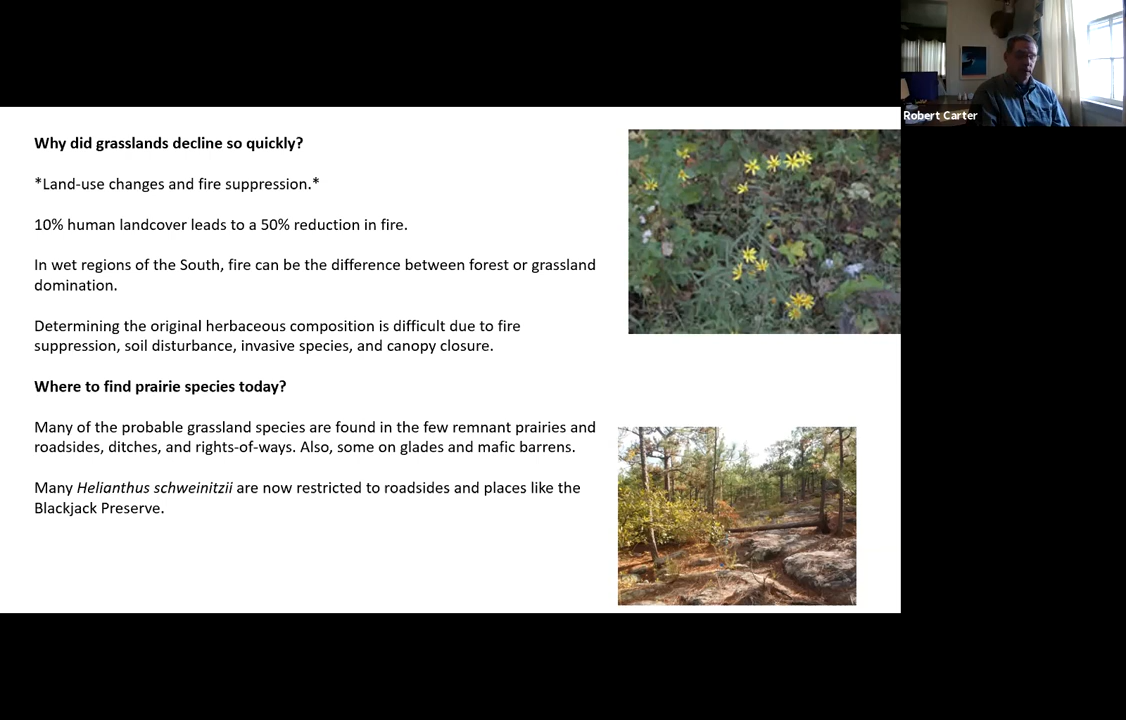 Why did grasslands decline so quickly?
*Land-use changes and fire suppression.*
10% human landcover leads to a 50% reduction in fire.
In wet regions of the South, fire can be the difference between forest or grassland
domination.
Determining the original herbaceous composition is difficult due to fire
suppression, soil disturbance, invasive species, and canopy closure.
Where to find prairie species today?
Many of the probable grassland species are found in the few remnant prairies and
roadsides, ditches, and rights-of-ways. Also, some on glades and mafic barrens.
Many Helianthus schweinitzii are now restricted to roadsides and places like the
Blackjack Preserve.
Robert Carter